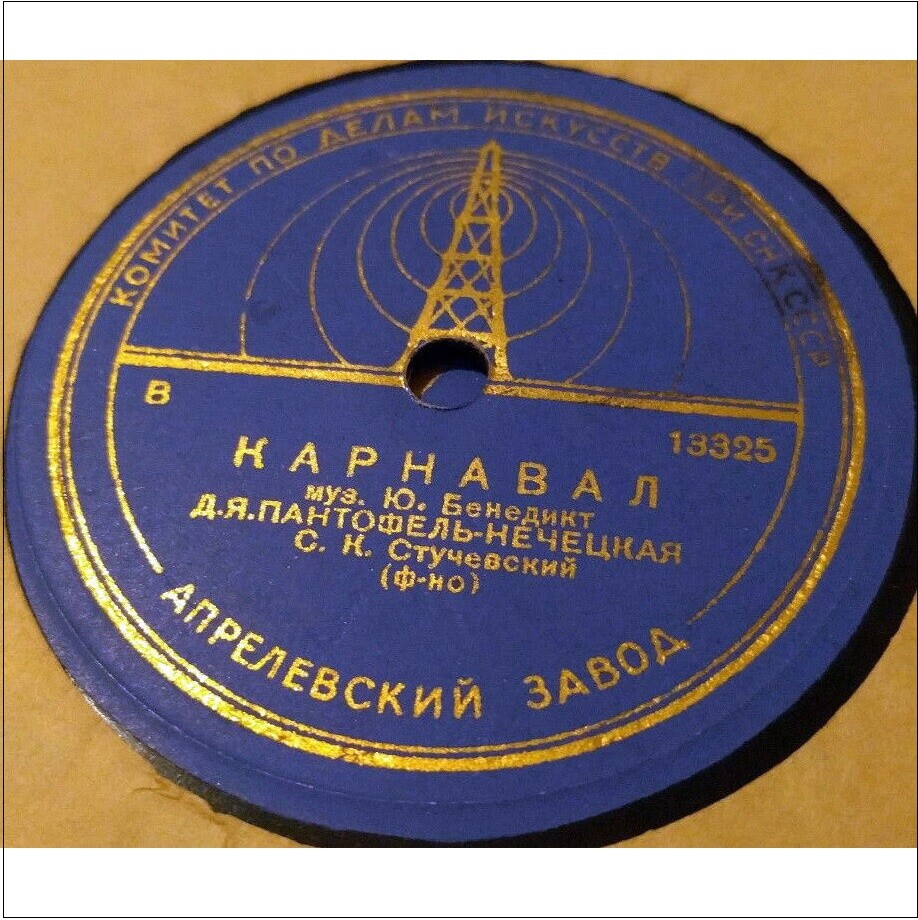 КОМИТЕТ ПО ДЕЛАМ ИСКУССТВ ПРИ СНК СССР
В
13325
КАРНАВАЛ
муз. Ю. Бенедикт
Д.Я.ПАНТОФЕЛЬ-НЕЧЕЦКАЯ
С. К. Стучевский
(ф-но)
АПРЕЛЕВСКИЙ ЗАВОД